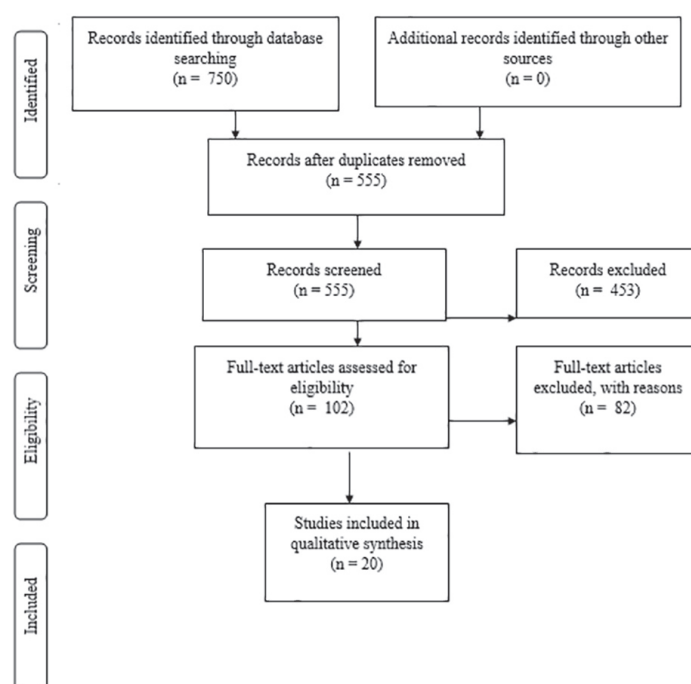 Identified
Records identified through database
searching
(n = 750)
Additional records identified through other
sources
(n = 0)
Records after duplicates removed
(n = 555)
Screening
Records screened
(n = 555)
Records excluded
(n = 453)
Eligibility
Full-text articles assessed for
eligibility
(n = 102)
Full-text articles
excluded, with reasons
(n = 82)
Included
Studies included in
qualitative synthesis
(n = 20)